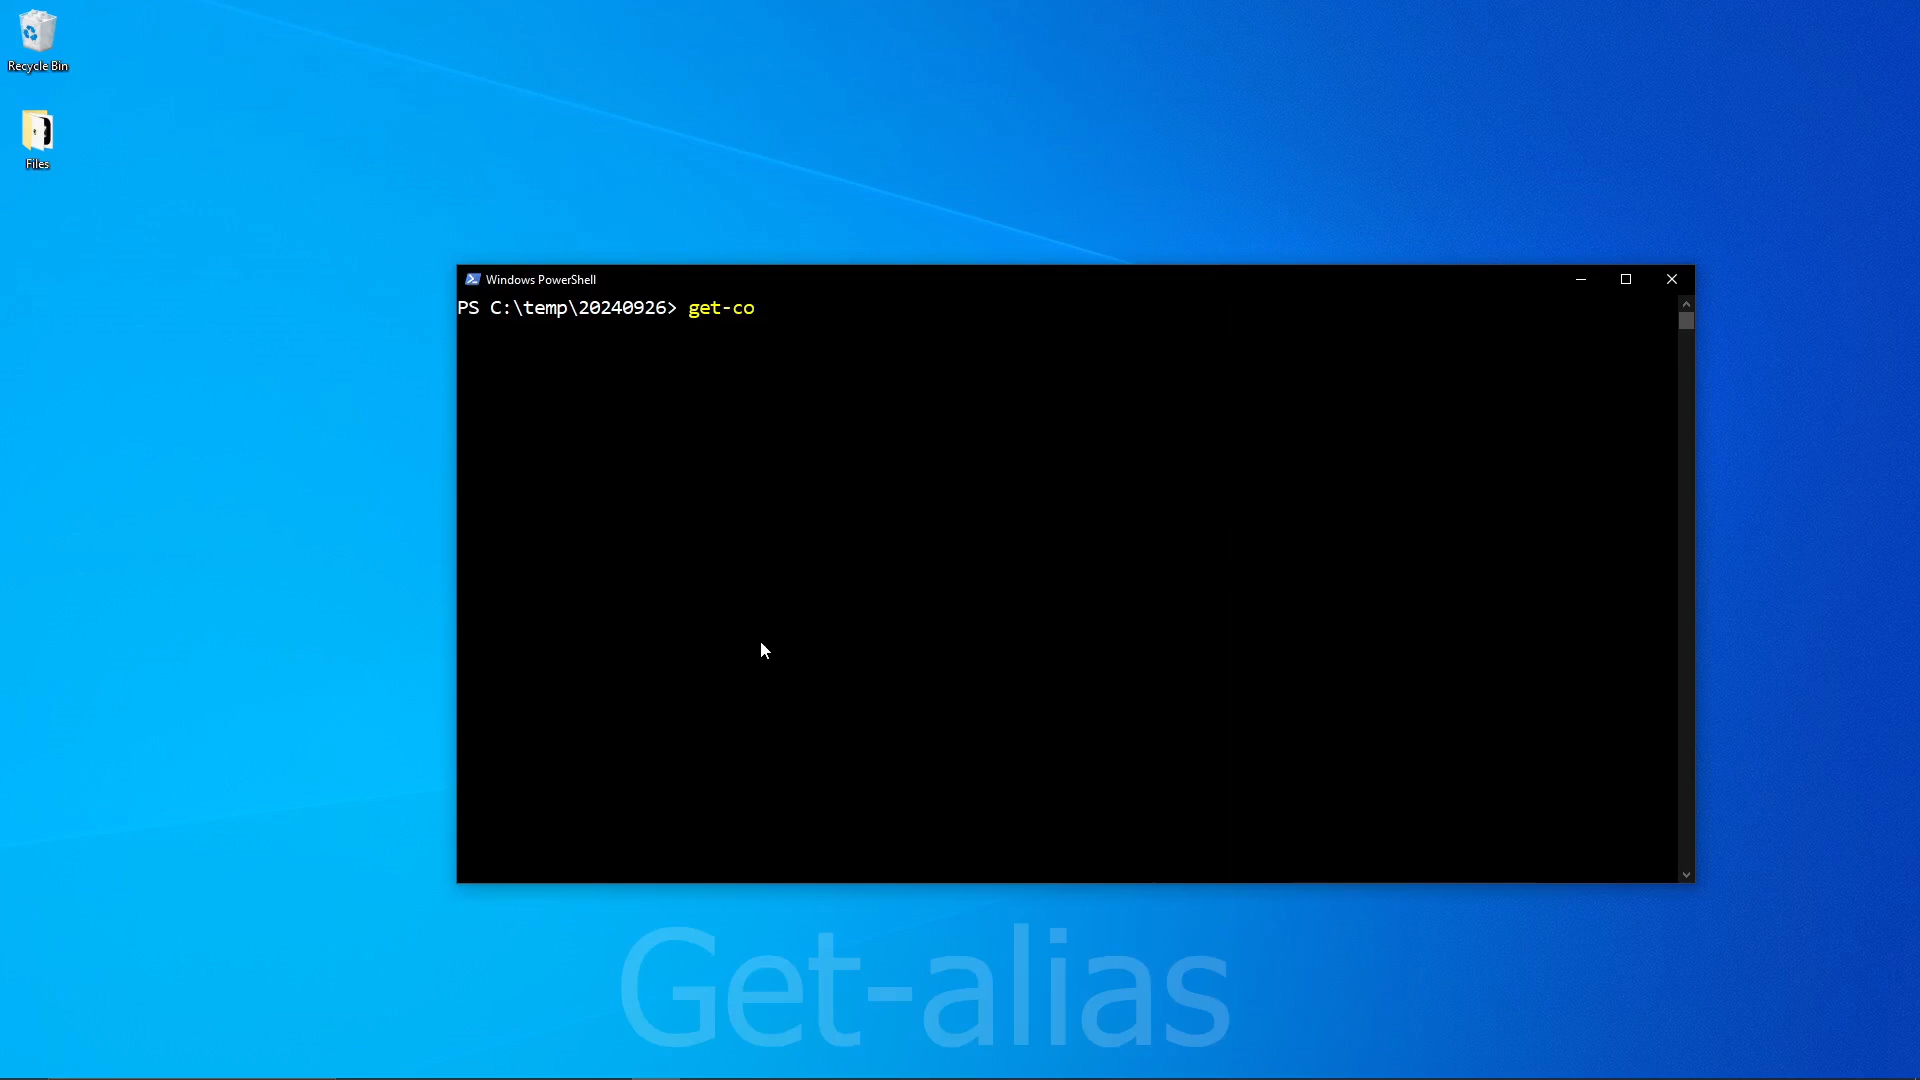 Recycle Bin
Files
Windows PowerShell
PS C:\temp\20240926> get-co
Get-alias